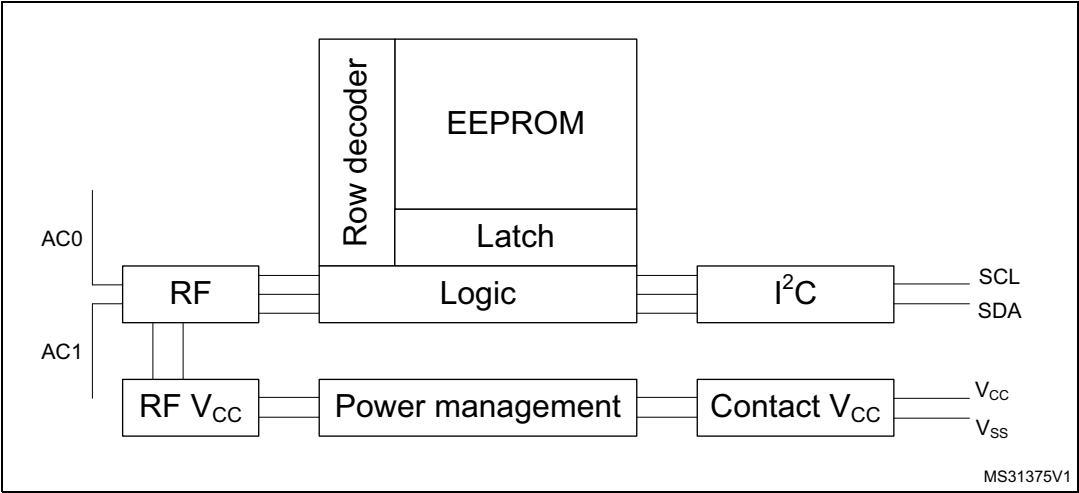 Row decoder
EEPROM
Latch
AC0
RF
Logic
I²C
SCL
SDA
AC1
RF V_CC
Power management
Contact V_CC
V_CC
V_SS
MS31375V1